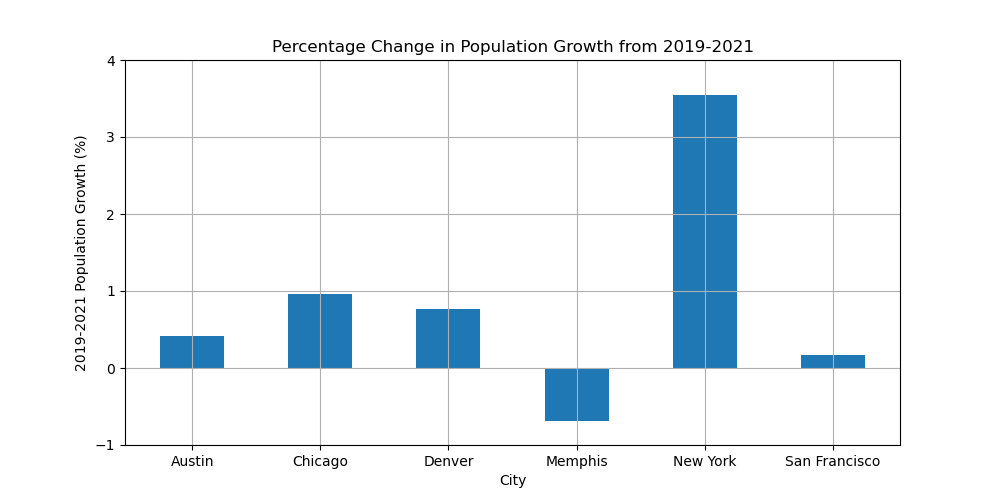 Percentage Change in Population Growth from 2019-2021
4
3
2
1
0
−1
2019-2021 Population Growth (%)
Austin Chicago Denver Memphis New York San Francisco
City